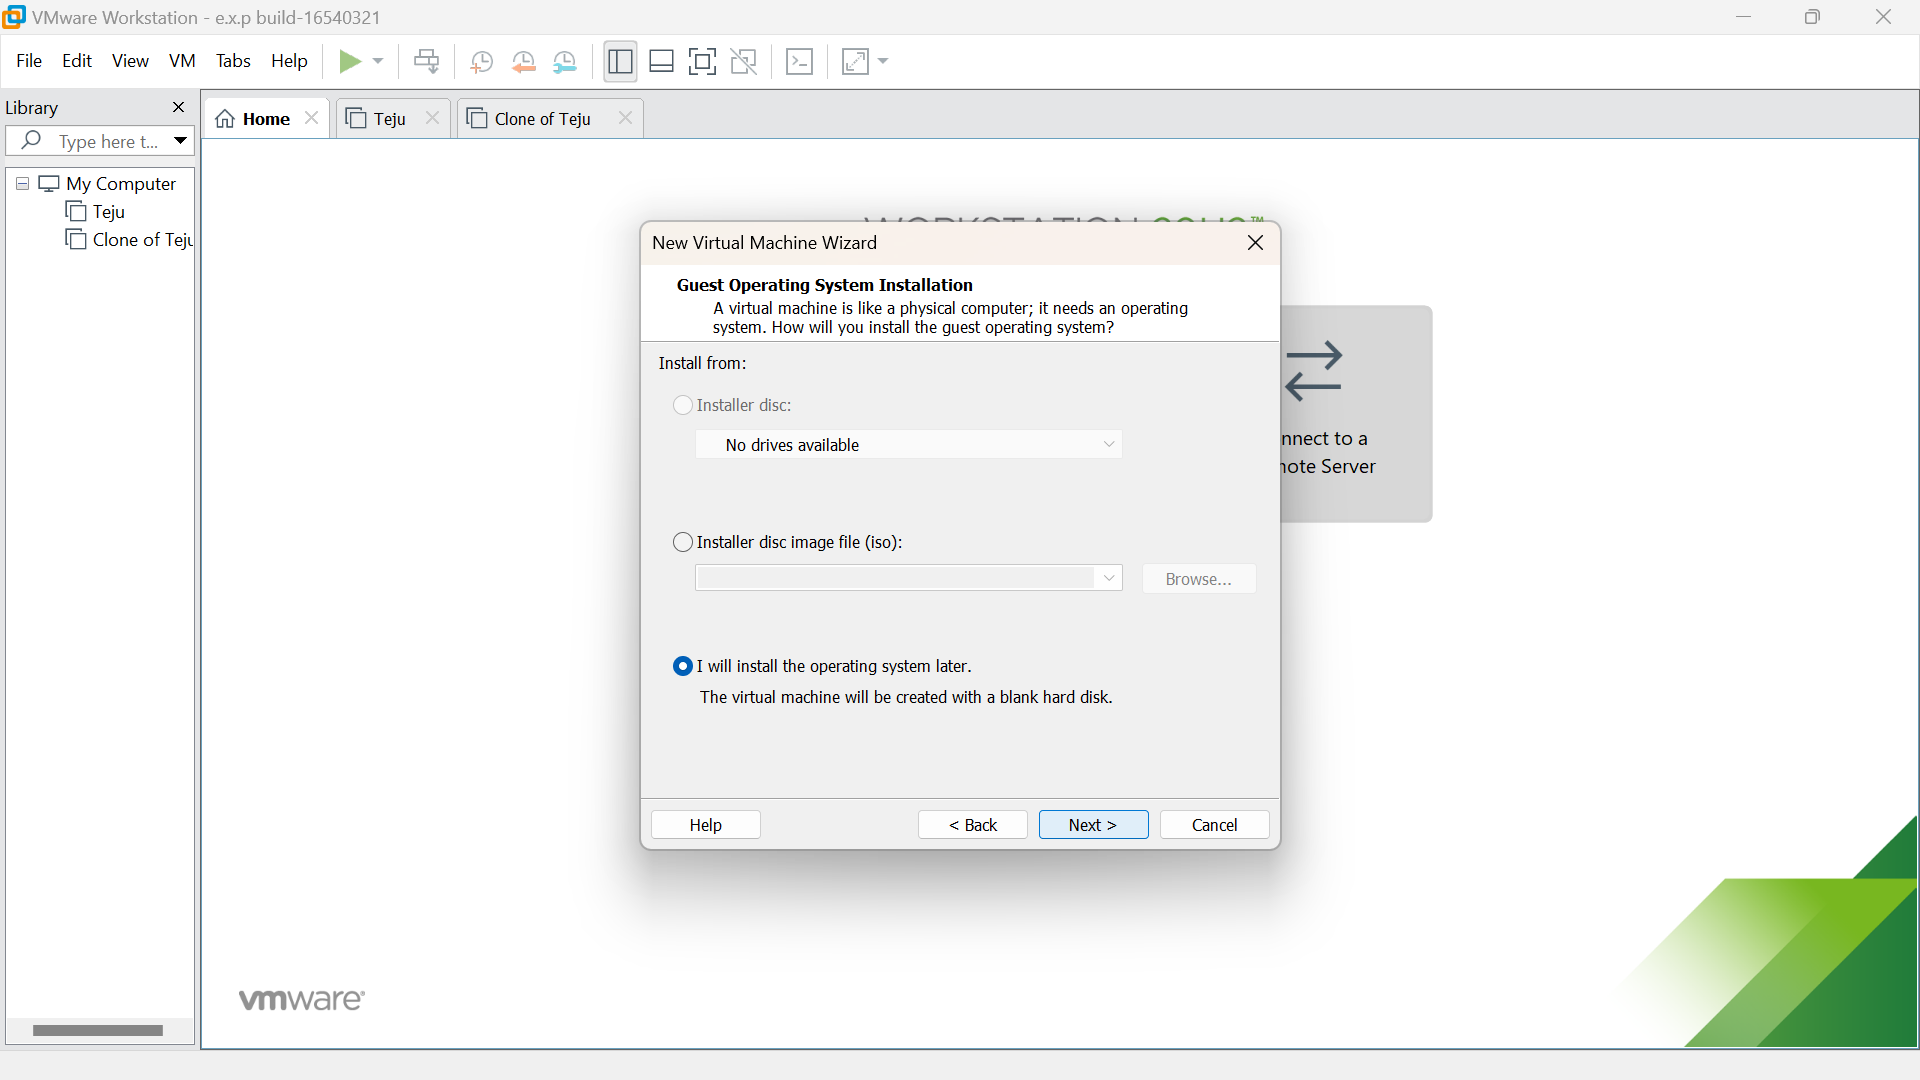 VMware Workstation - e.x.p build-16540321
File Edit View VM Tabs Help
Library
Type here t...
My Computer
Teju
Clone of Teju
Home
Teju
Clone of Teju
WORKSTATION
New Virtual Machine Wizard
Guest Operating System Installation
A virtual machine is like a physical computer; it needs an operating
system. How will you install the guest operating system?
Install from:
Installer disc:
No drives available
Installer disc image file (iso):
Browse...
I will install the operating system later.
The virtual machine will be created with a blank hard disk.
Help
< Back
Next >
Cancel
nnect to a
note Server
vmware